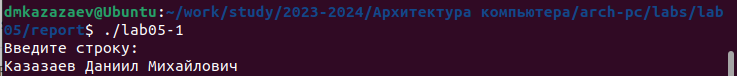 dmkazazaev@Ubuntu:~/work/study/2023-2024/Архитектура компьютера/arch-pc/labs/lab
05/report$ ./lab05-1
Введите строку:
Казазаев Даниил Михайлович